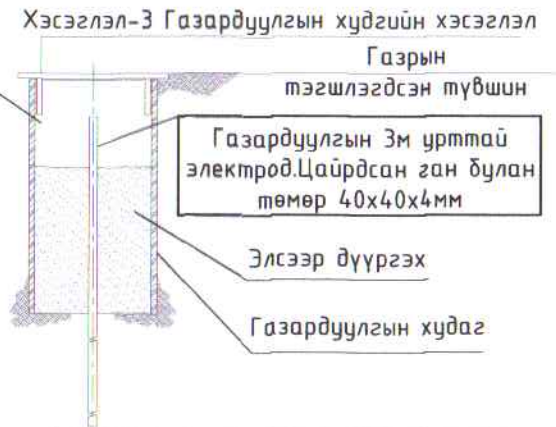 Хэсэглэл-3 Газардуулгын худгийн хэсэглэл
Газрын
тэгшлэгдсэн түвшин
Газардуулгын 3м урттай
электрод.Цайрдсан ган булан
төмөр 40х40х4мм
Элсээр дүүргэх
Газардуулгын худаг